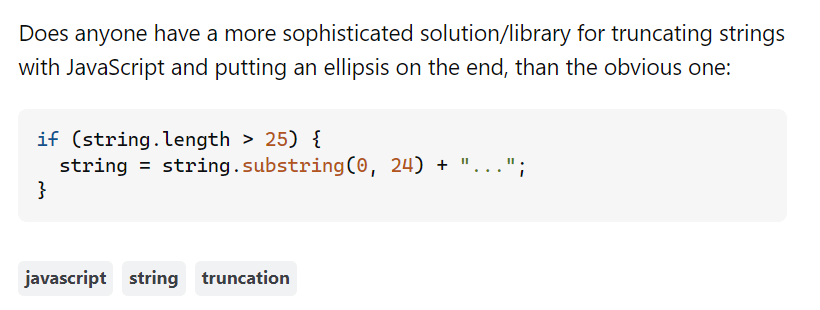 Does anyone have a more sophisticated solution/library for truncating strings
with JavaScript and putting an ellipsis on the end, than the obvious one:
if (string.length > 25) {
  string = string.substring(0, 24) + "...";
}
javascript string truncation